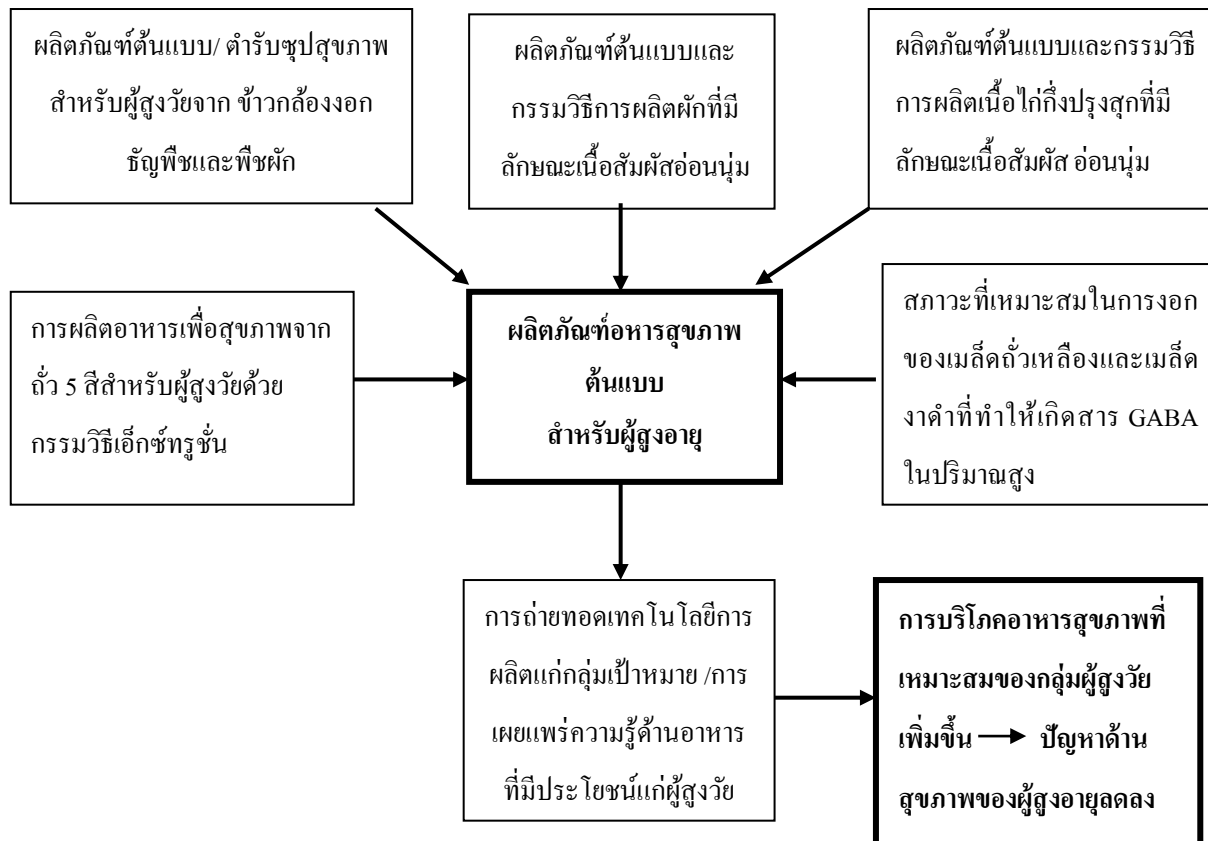 ผลิตภัณฑ์ต้นแบบ/ ตำรับซุปสุขภาพ
สำหรับผู้สูงวัยจาก ข้าวกล้องงอก
ธัญพืชและพืชผัก
ผลิตภัณฑ์ต้นแบบและ
กรรมวิธีการผลิตผักที่มี
ลักษณะเนื้อสัมผัสอ่อนนุ่ม
ผลิตภัณฑ์ต้นแบบและกรรมวิธี
การผลิตเนื้อไก่กึ่งปรุงสุกที่มี
ลักษณะเนื้อสัมผัส อ่อนนุ่ม
การผลิตอาหารเพื่อสุขภาพจาก
ถั่ว 5 สีสำหรับผู้สูงวัยด้วย
กรรมวิธีเอ็กซ์ทรูชั่น
ผลิตภัณฑ์อหารสุขภาพ
ต้นแบบ
สำหรับผู้สูงอายุ
สภาวะที่เหมาะสมในการงอก
ของเมล็ดถั่วเหลืองและเมล็ด
งาดำที่ทำให้เกิดสาร GABA
ในปริมาณสูง
การถ่ายทอดเทคโนโลยีการ
ผลิตแก่กลุ่มเป้าหมาย /การ
เผยแพร่ความรู้ด้านอาหาร
ที่มีประโยชน์แก่ผู้สูงวัย
การบริโภคอาหารสุขภาพที่
เหมาะสมของกลุ่มผู้สูงวัย
เพิ่มขึ้น → ปัญหาด้าน
สุขภาพของผู้สูงอายุลดลง